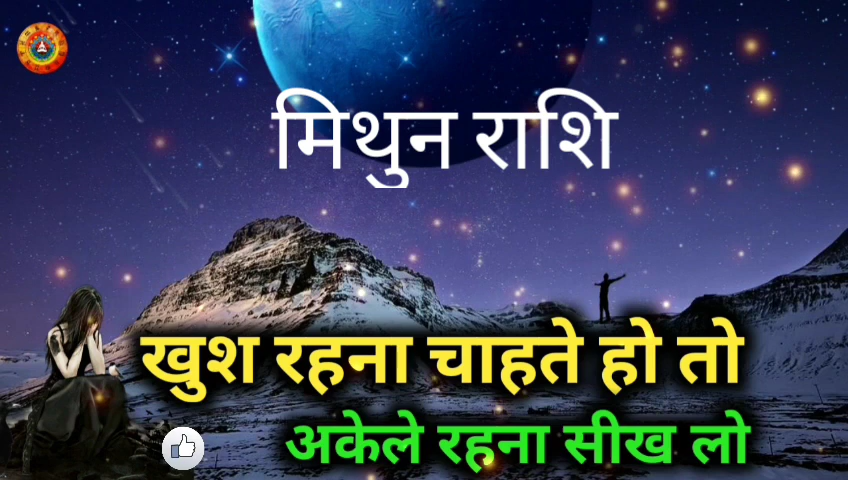 मिथुन राशि
खुश रहना चाहते हो तो
अकेले रहना सीख लो